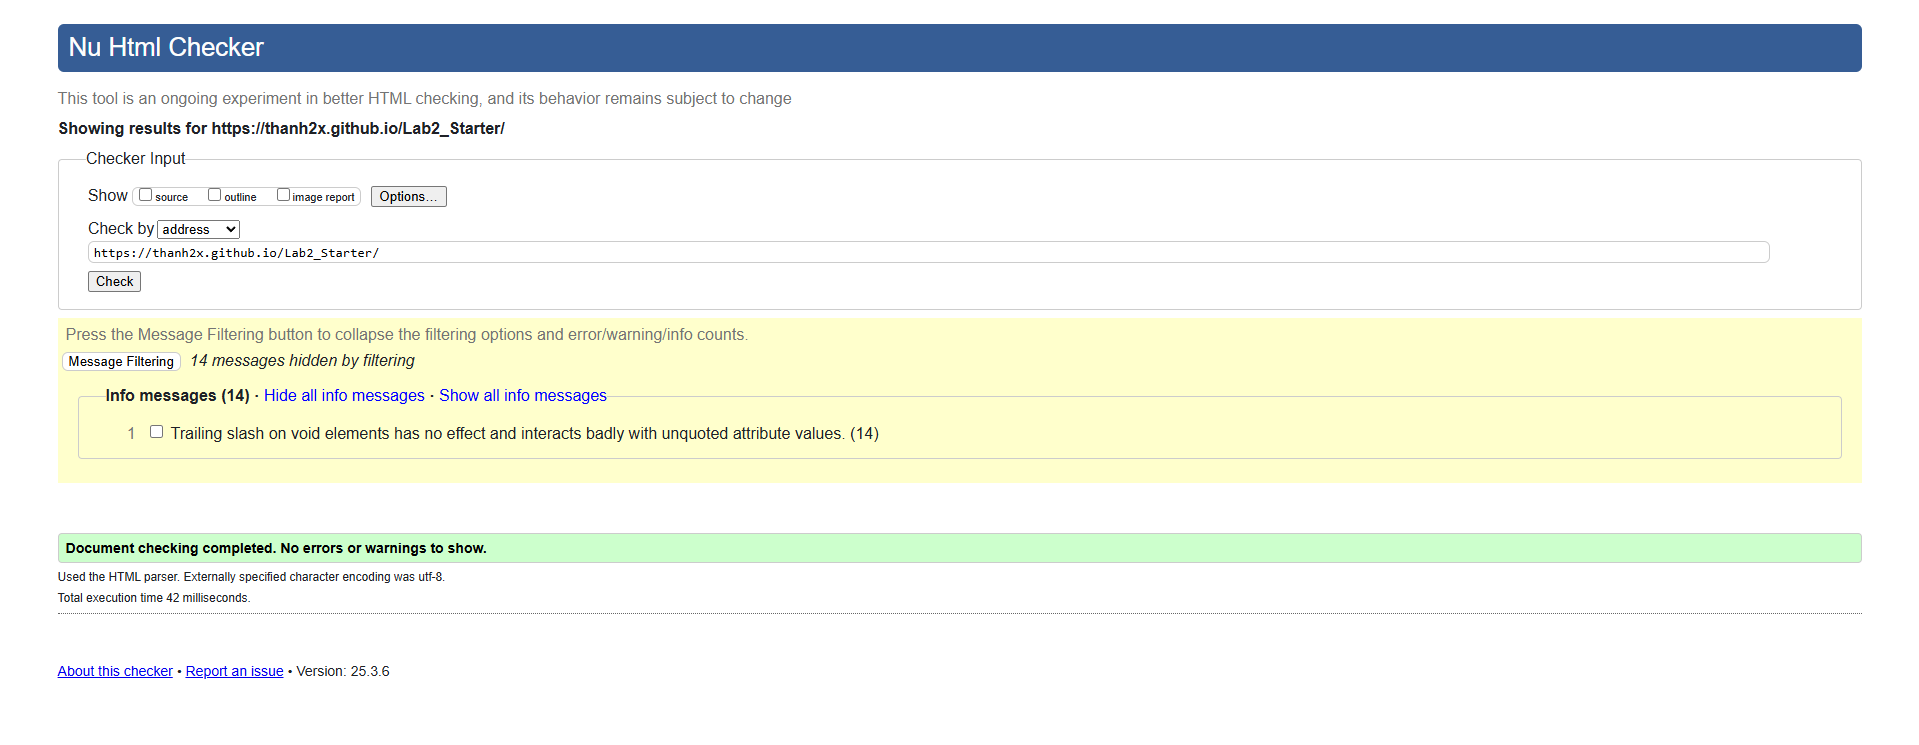 Nu Html Checker
This tool is an ongoing experiment in better HTML checking, and its behavior remains subject to change
Showing results for https://thanh2x.github.io/Lab2_Starter/
Checker Input
Show source outline image report Options...
Check by address
https://thanh2x.github.io/Lab2_Starter/
Check
Press the Message Filtering button to collapse the filtering options and error/warning/info counts.
Message Filtering 14 messages hidden by filtering
Info messages (14) · Hide all info messages · Show all info messages
1 Trailing slash on void elements has no effect and interacts badly with unquoted attribute values. (14)
Document checking completed. No errors or warnings to show.
Used the HTML parser. Externally specified character encoding was utf-8.
Total execution time 42 milliseconds.
About this checker • Report an issue • Version: 25.3.6